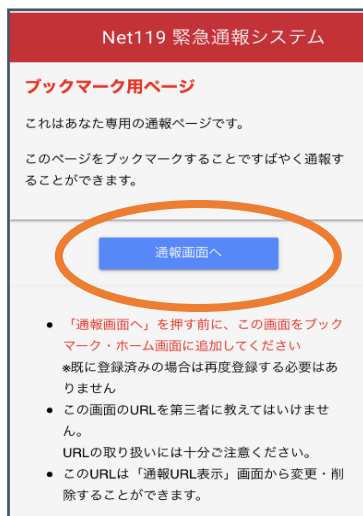 Net119 緊急通報システム
ブックマーク用ページ
これはあなた専用の通報ページです。
このページをブックマークすることですばやく通報す
ることができます。
通報画面へ
● 「通報画面へ」を押す前に、この画面をブック
マーク・ホーム画面に追加してください
※既に登録済みの場合は再度登録する必要はあ
りません
● この画面のURLを第三者に教えてはいけませ
ん。
URLの取り扱いには十分ご注意ください。
● このURLは「通報URL表示」画面から変更・削
除することができます。